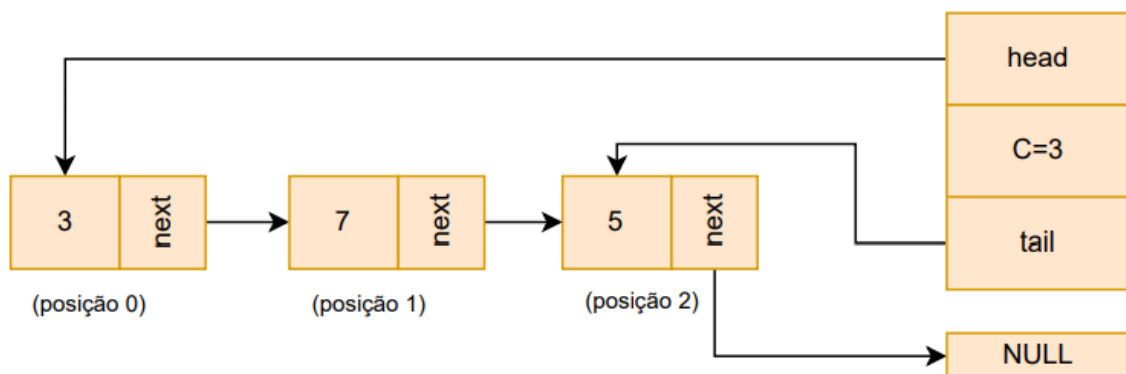 head
C=3
tail
3
next
7
next
5
next
(posição 0)
(posição 1)
(posição 2)
NULL